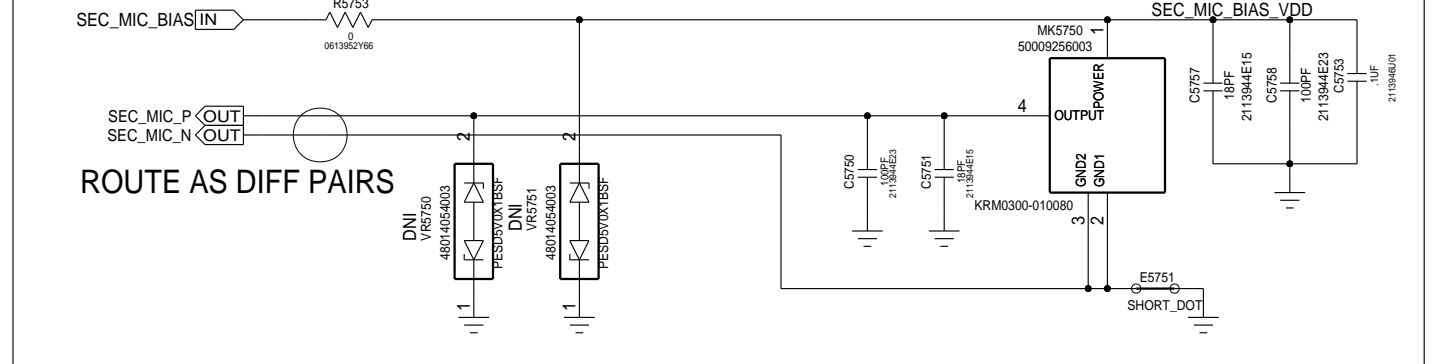 R5753
SEC_MIC_BIAS IN
0
0613952Y66
SEC_MIC_BIAS_VDD
MK5750
50009256003
1
POWER
OUTPUT
4
GND2
GND1
3
2
KRM0300-010080
C5757
18PF
2113944E15
C5758
100PF
2113944E23
C5753
.1UF
2113946U01
SEC_MIC_P OUT
SEC_MIC_N OUT
ROUTE AS DIFF PAIRS
2
DNI
VR5750
48014054003
PESD5V0X1BSF
1
2
DNI
VR5751
48014054003
PESD5V0X1BSF
1
C5750
100PF
2113944E23
C5751
18PF
2113944E15
E5751
SHORT_DOT